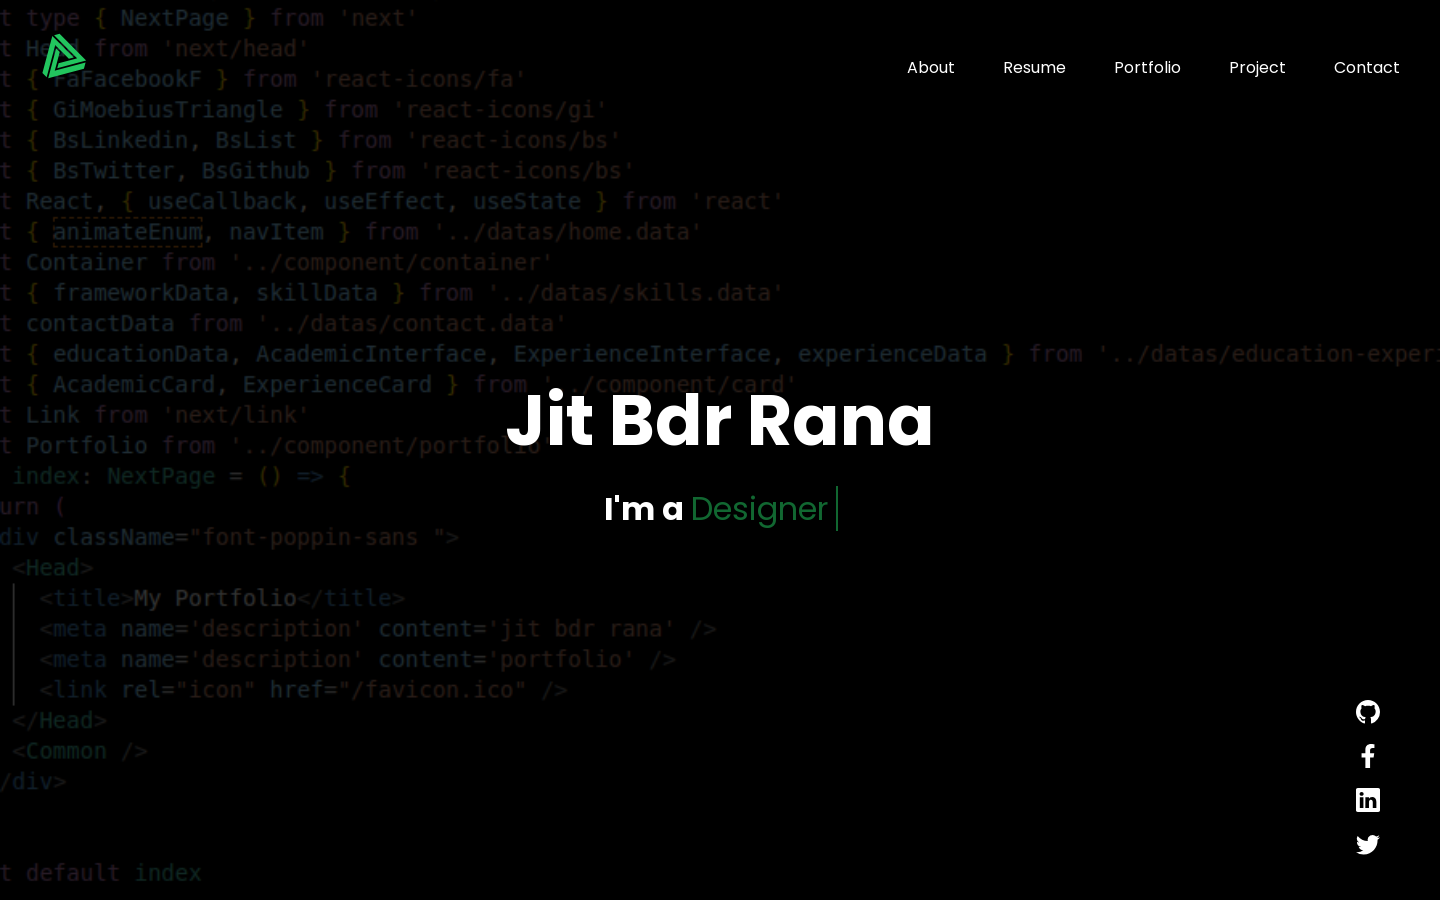 t type { NextPage } from 'next'
t Head from 'next/head'
t { FaFacebookF } from 'react-icons/fa'
About Resume Portfolio Project Contact
t { GiMoebiusTriangle } from 'react-icons/gi'
t { BsLinkedin, BsList } from 'react-icons/bs'
t { BsTwitter, BsGithub } from 'react-icons/bs'
t React, { useCallback, useEffect, useState } from 'react'
t { animateEnum, navItem } from '../datas/home.data'
t Container from '../component/container'
t { frameworkData, skillData } from '../datas/skills.data'
t contactData from '../datas/contact.data'
t { educationData, AcademicInterface, ExperienceInterface, experienceData } from '../datas/education-experi
t { AcademicCard, ExperienceCard } from '../component/card'
t Link from 'next/link'
Jit Bdr Rana
t Portfolio from '../component/portfolio
index: NextPage = () => {
urn (
I'm a Designer
div className="font-poppin-sans ">
<Head>
<title>My Portfolio</title>
<meta name='description' content='jit bdr rana' />
<meta name='description' content='portfolio' />
<link rel="icon" href="/favicon.ico" />
</Head>
<Common />
/div>
t default index